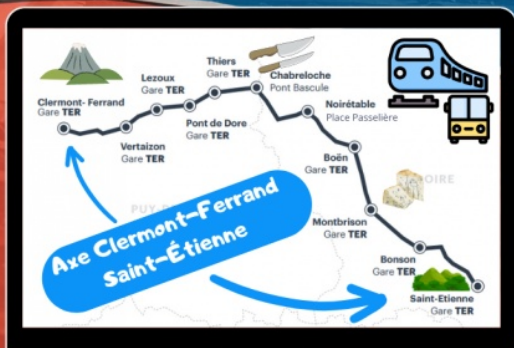 Thiers
Gare TER
Chabreloche
Pont Bascule
Lezoux
Gare TER
Clermont- Ferrand
Gare TER
Noirétable
Place Passelière
Pont de Dore
Gare TER
Vertaizon
Gare TER
Boën
Gare TER
OIRE
PUY-
Axe Clermont-Ferrand
Saint-Étienne
Montbrison
Gare TER
Bonson
Gare TER
Saint-Etienne
Gare TER